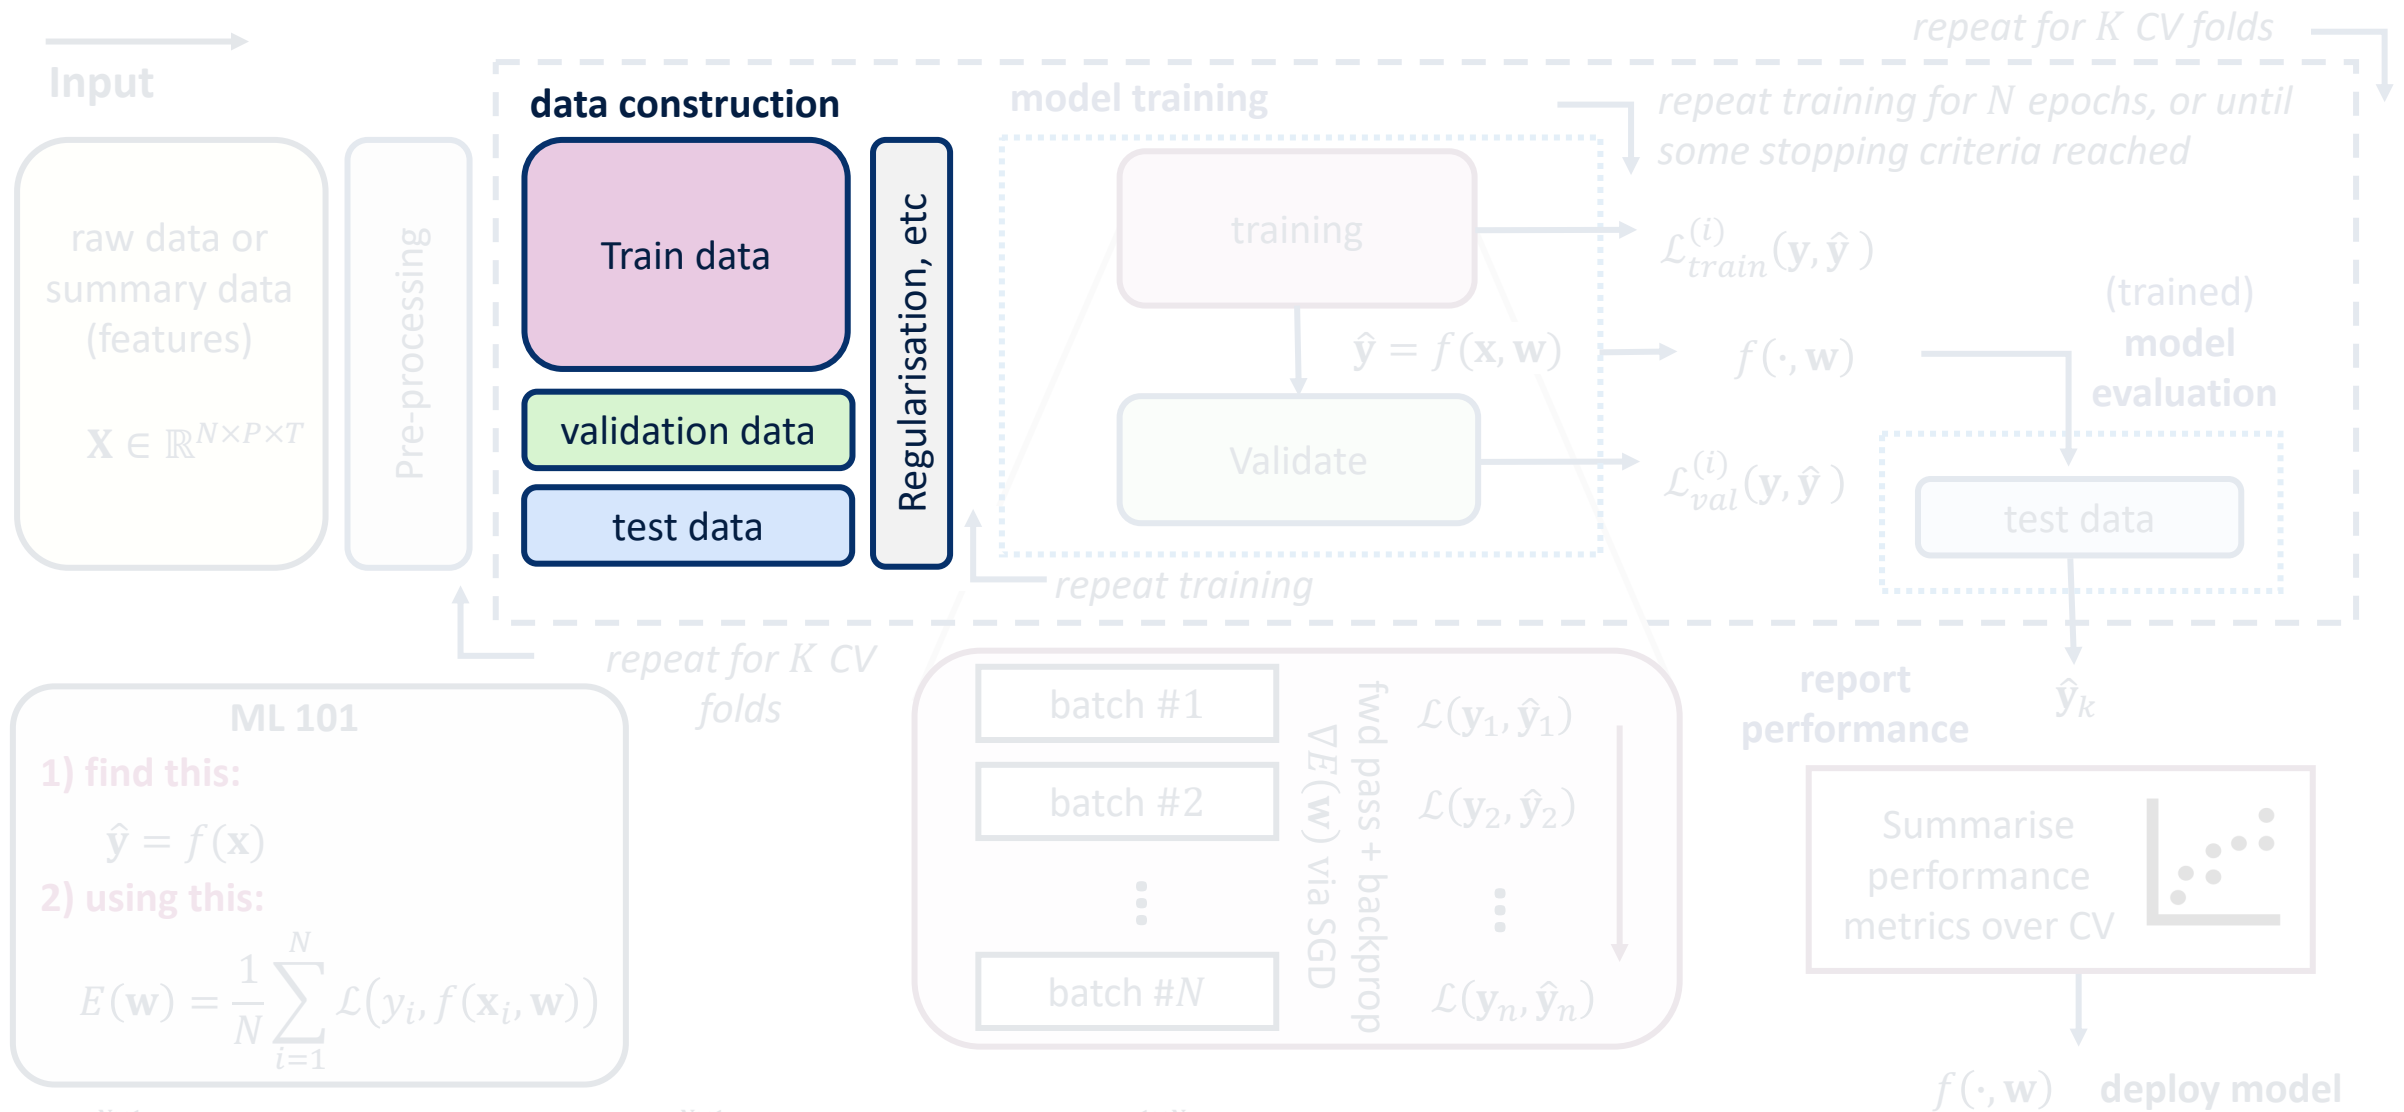 repeat for K CV folds
Input
data construction
model training
repeat training for N epochs, or until
some stopping criteria reached
raw data or
summary data
(features)
𝐗 ∈ ℝ^{N×P×T}
Pre-processing
Train data
validation data
test data
Regularisation, etc
training
ŷ = f(𝐱, 𝐰)
Validate
ℒ_{train}^{(i)}(𝐲, ŷ )
f(·, 𝐰)
ℒ_{val}^{(i)}(𝐲, ŷ )
(trained)
model
evaluation
test data
repeat training
repeat for K CV
folds
ML 101
1) find this:
ŷ = f(𝐱)
2) using this:
E(𝐰) = \frac{1}{N} \sum_{i=1}^{N} ℒ(y_i, f(𝐱_i, 𝐰))
batch #1
batch #2
⋮
batch #N
fwd pass + backprop
∇E(𝐰) via SGD
ℒ(𝐲_1, ŷ_1)
ℒ(𝐲_2, ŷ_2)
⋮
ℒ(𝐲_n, ŷ_n)
report
performance
ŷ_k
Summarise
performance
metrics over CV
f(·, 𝐰)
deploy model